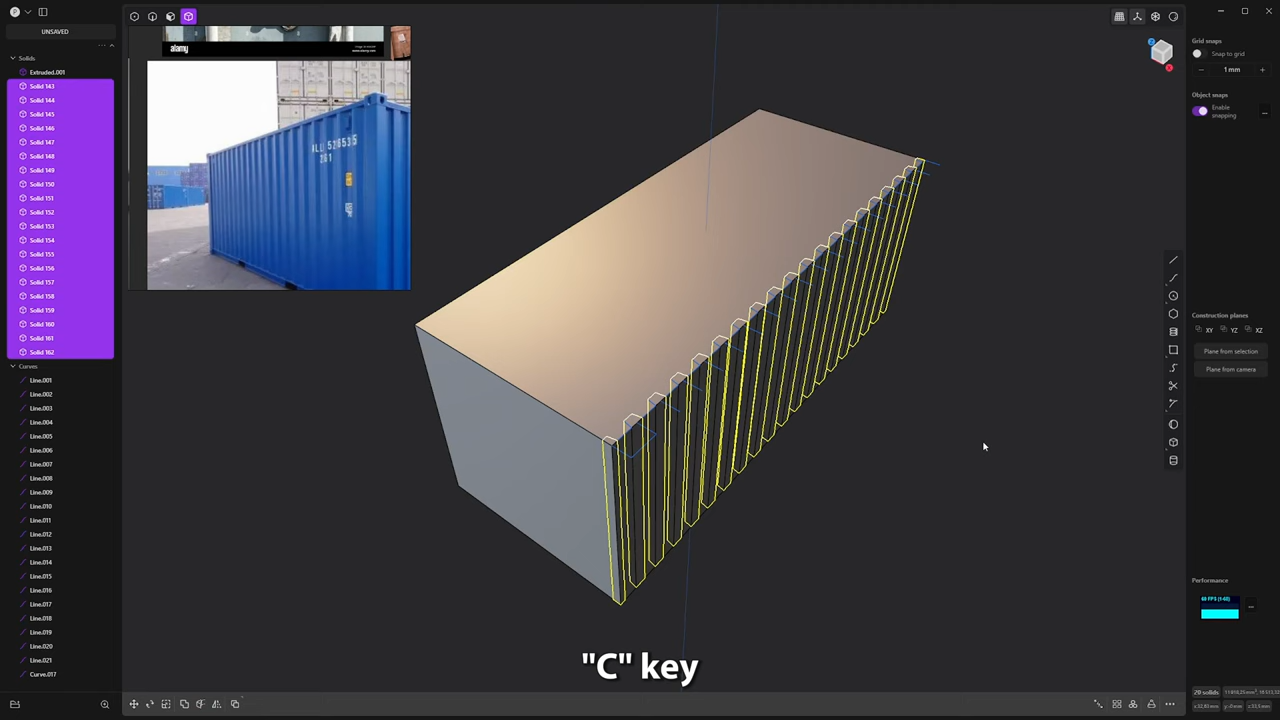 UNSAVED
Solids
Extruded.001
Solid 143
Solid 144
Solid 145
Solid 146
Solid 147
Solid 148
Solid 149
Solid 150
Solid 151
Solid 152
Solid 153
Solid 154
Solid 155
Solid 156
Solid 157
Solid 158
Solid 159
Solid 160
Solid 161
Solid 162
Curves
Line.001
Line.002
Line.003
Line.004
Line.005
Line.006
Line.007
Line.008
Line.009
Line.010
Line.011
Line.012
Line.013
Line.014
Line.015
Line.016
Line.017
Line.018
Line.019
Line.020
Line.021
Curve.017
alamy
"C" key
Grid snaps
Snap to grid
1 mm
Object snaps
Enable
snapping
Construction planes
XY YZ XZ
Plane from selection
Plane from camera
Performance
60 FPS (1-60)
20 solids